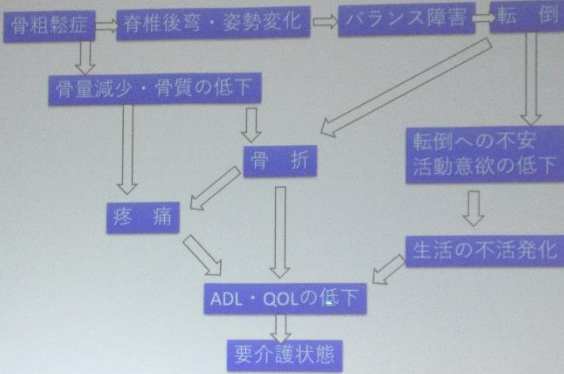 骨粗鬆症
脊椎後弯・姿勢変化
バランス障害
転 倒
骨量減少・骨質の低下
骨 折
転倒への不安
活動意欲の低下
疼 痛
生活の不活発化
ADL・QOLの低下
要介護状態